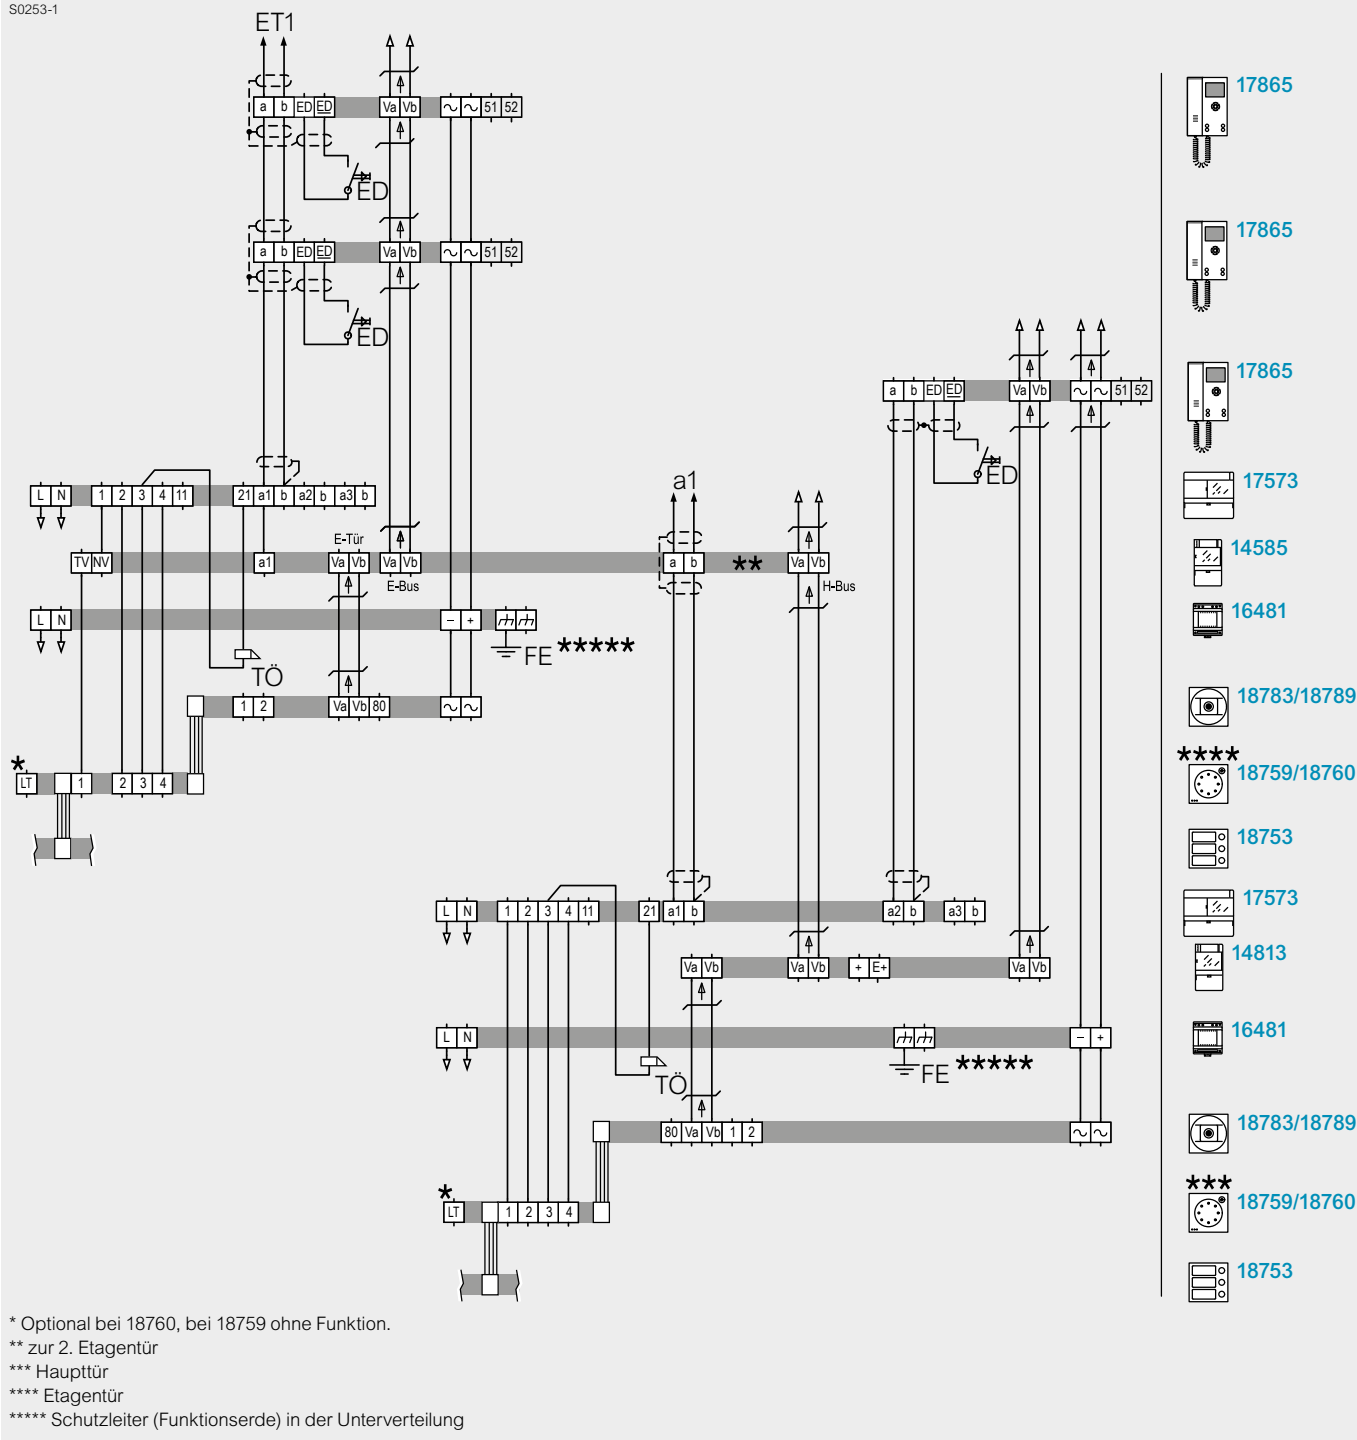 S0253-1
ET1
a b ED ED Va Vb 51 52
17865
ED
a b ED ED Va Vb 51 52
17865
ED
a b ED ED Va Vb 51 52
17865
ED
L N 1 2 3 4 11 21 a1 b a2 b a3 b
a1
17573
E-Tür
TV NV a1 Va Vb Va Vb a b ** Va Vb
14585
E-Bus
H-Bus
L N − +
16481
FE *****
TÖ
1 2 Va Vb 80
18783/18789
*
****
LT 1 2 3 4
18759/18760
18753
L N 1 2 3 4 11 21 a1 b a2 b a3 b
17573
Va Vb Va Vb + E+ Va Vb
14813
L N − +
16481
FE *****
TÖ
80 Va Vb 1 2
18783/18789
*
***
LT 1 2 3 4
18759/18760
18753
* Optional bei 18760, bei 18759 ohne Funktion.
** zur 2. Etagentür
*** Haupttür
**** Etagentür
***** Schutzleiter (Funktionserde) in der Unterverteilung